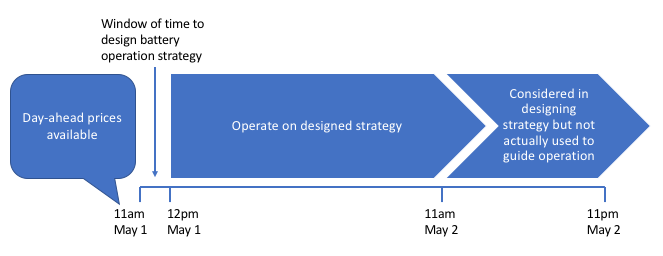 Window of time to
design battery
operation strategy
Day-ahead prices
available
Operate on designed strategy
Considered in
designing
strategy but not
actually used to
guide operation
11am
May 1
12pm
May 1
11am
May 2
11pm
May 2